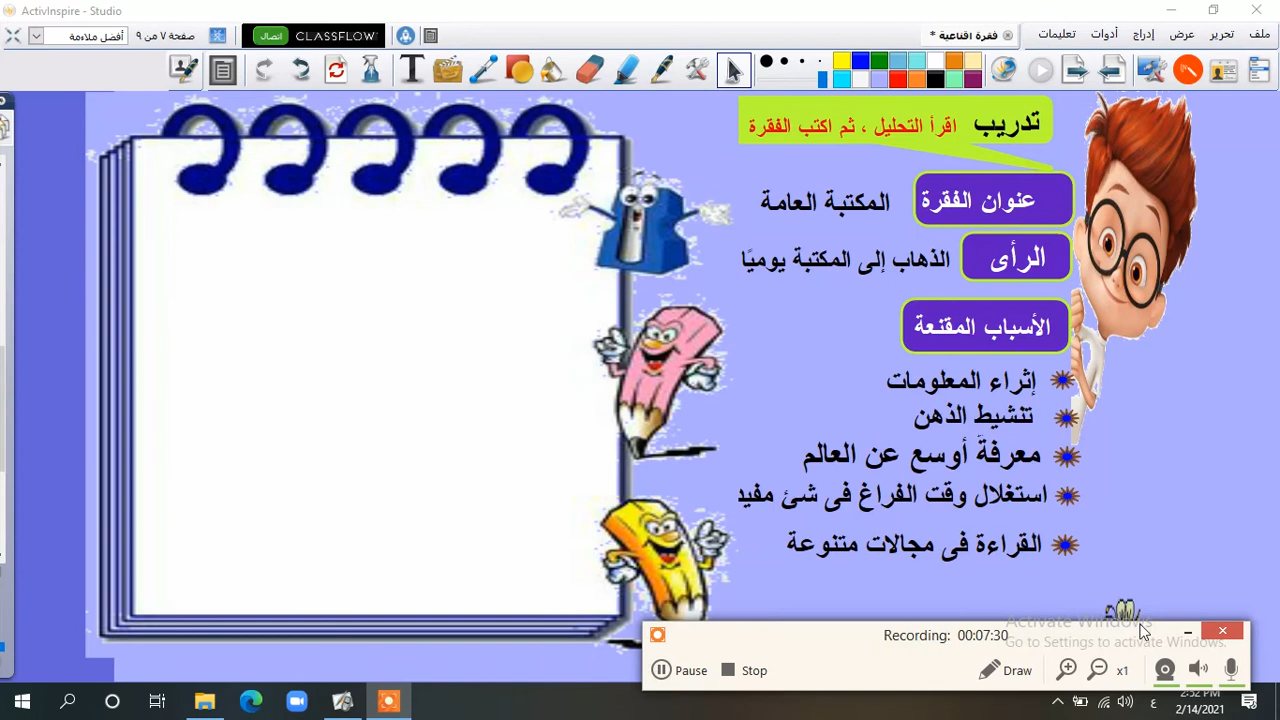 ActivInspire - Studio
ملف تحرير عرض إدراج أدوات تعليمات
فقرة اقناعية *
CLASSFLOW اتصال
صفحة ٧ من ٩
أفضل ملاءمة
تدريب اقرأ التحليل ، ثم اكتب الفقرة
عنوان الفقرة المكتبة العامة
الرأى الذهاب إلى المكتبة يوميًا
الأسباب المقنعة
إثراء المعلومات
تنشيط الذهن
معرفة أوسع عن العالم
استغلال وقت الفراغ فى شئ مفيد
القراءة فى مجالات متنوعة
Activate Windows
Go to Settings to activate Windows.
Recording: 00:07:30
Pause Stop Draw x1
2:52 PM
ع
2/14/2021